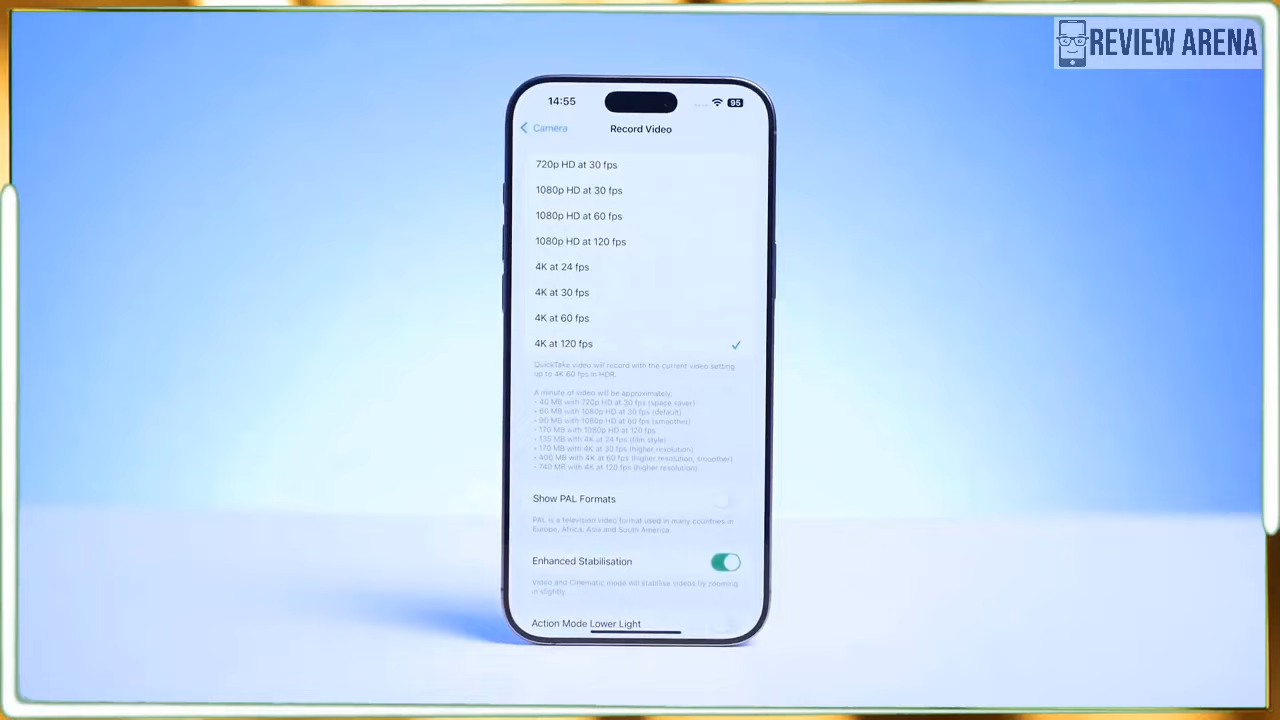 REVIEW ARENA
14:55
95
Camera
Record Video
720p HD at 30 fps
1080p HD at 30 fps
1080p HD at 60 fps
1080p HD at 120 fps
4K at 24 fps
4K at 30 fps
4K at 60 fps
4K at 120 fps
QuickTake video will record with the current video setting
up to 4K 60 fps in HDR.
A minute of video will be approximately:
• 40 MB with 720p HD at 30 fps (space saver)
• 60 MB with 1080p HD at 30 fps (default)
• 90 MB with 1080p HD at 60 fps (smoother)
• 170 MB with 1080p HD at 120 fps
• 135 MB with 4K at 24 fps (film style)
• 170 MB with 4K at 30 fps (higher resolution)
• 400 MB with 4K at 60 fps (higher resolution, smoother)
• 740 MB with 4K at 120 fps (higher resolution)
Show PAL Formats
PAL is a television video format used in many countries in
Europe, Africa, Asia and South America.
Enhanced Stabilisation
Video and Cinematic mode will stabilise videos by zooming
in slightly.
Action Mode Lower Light